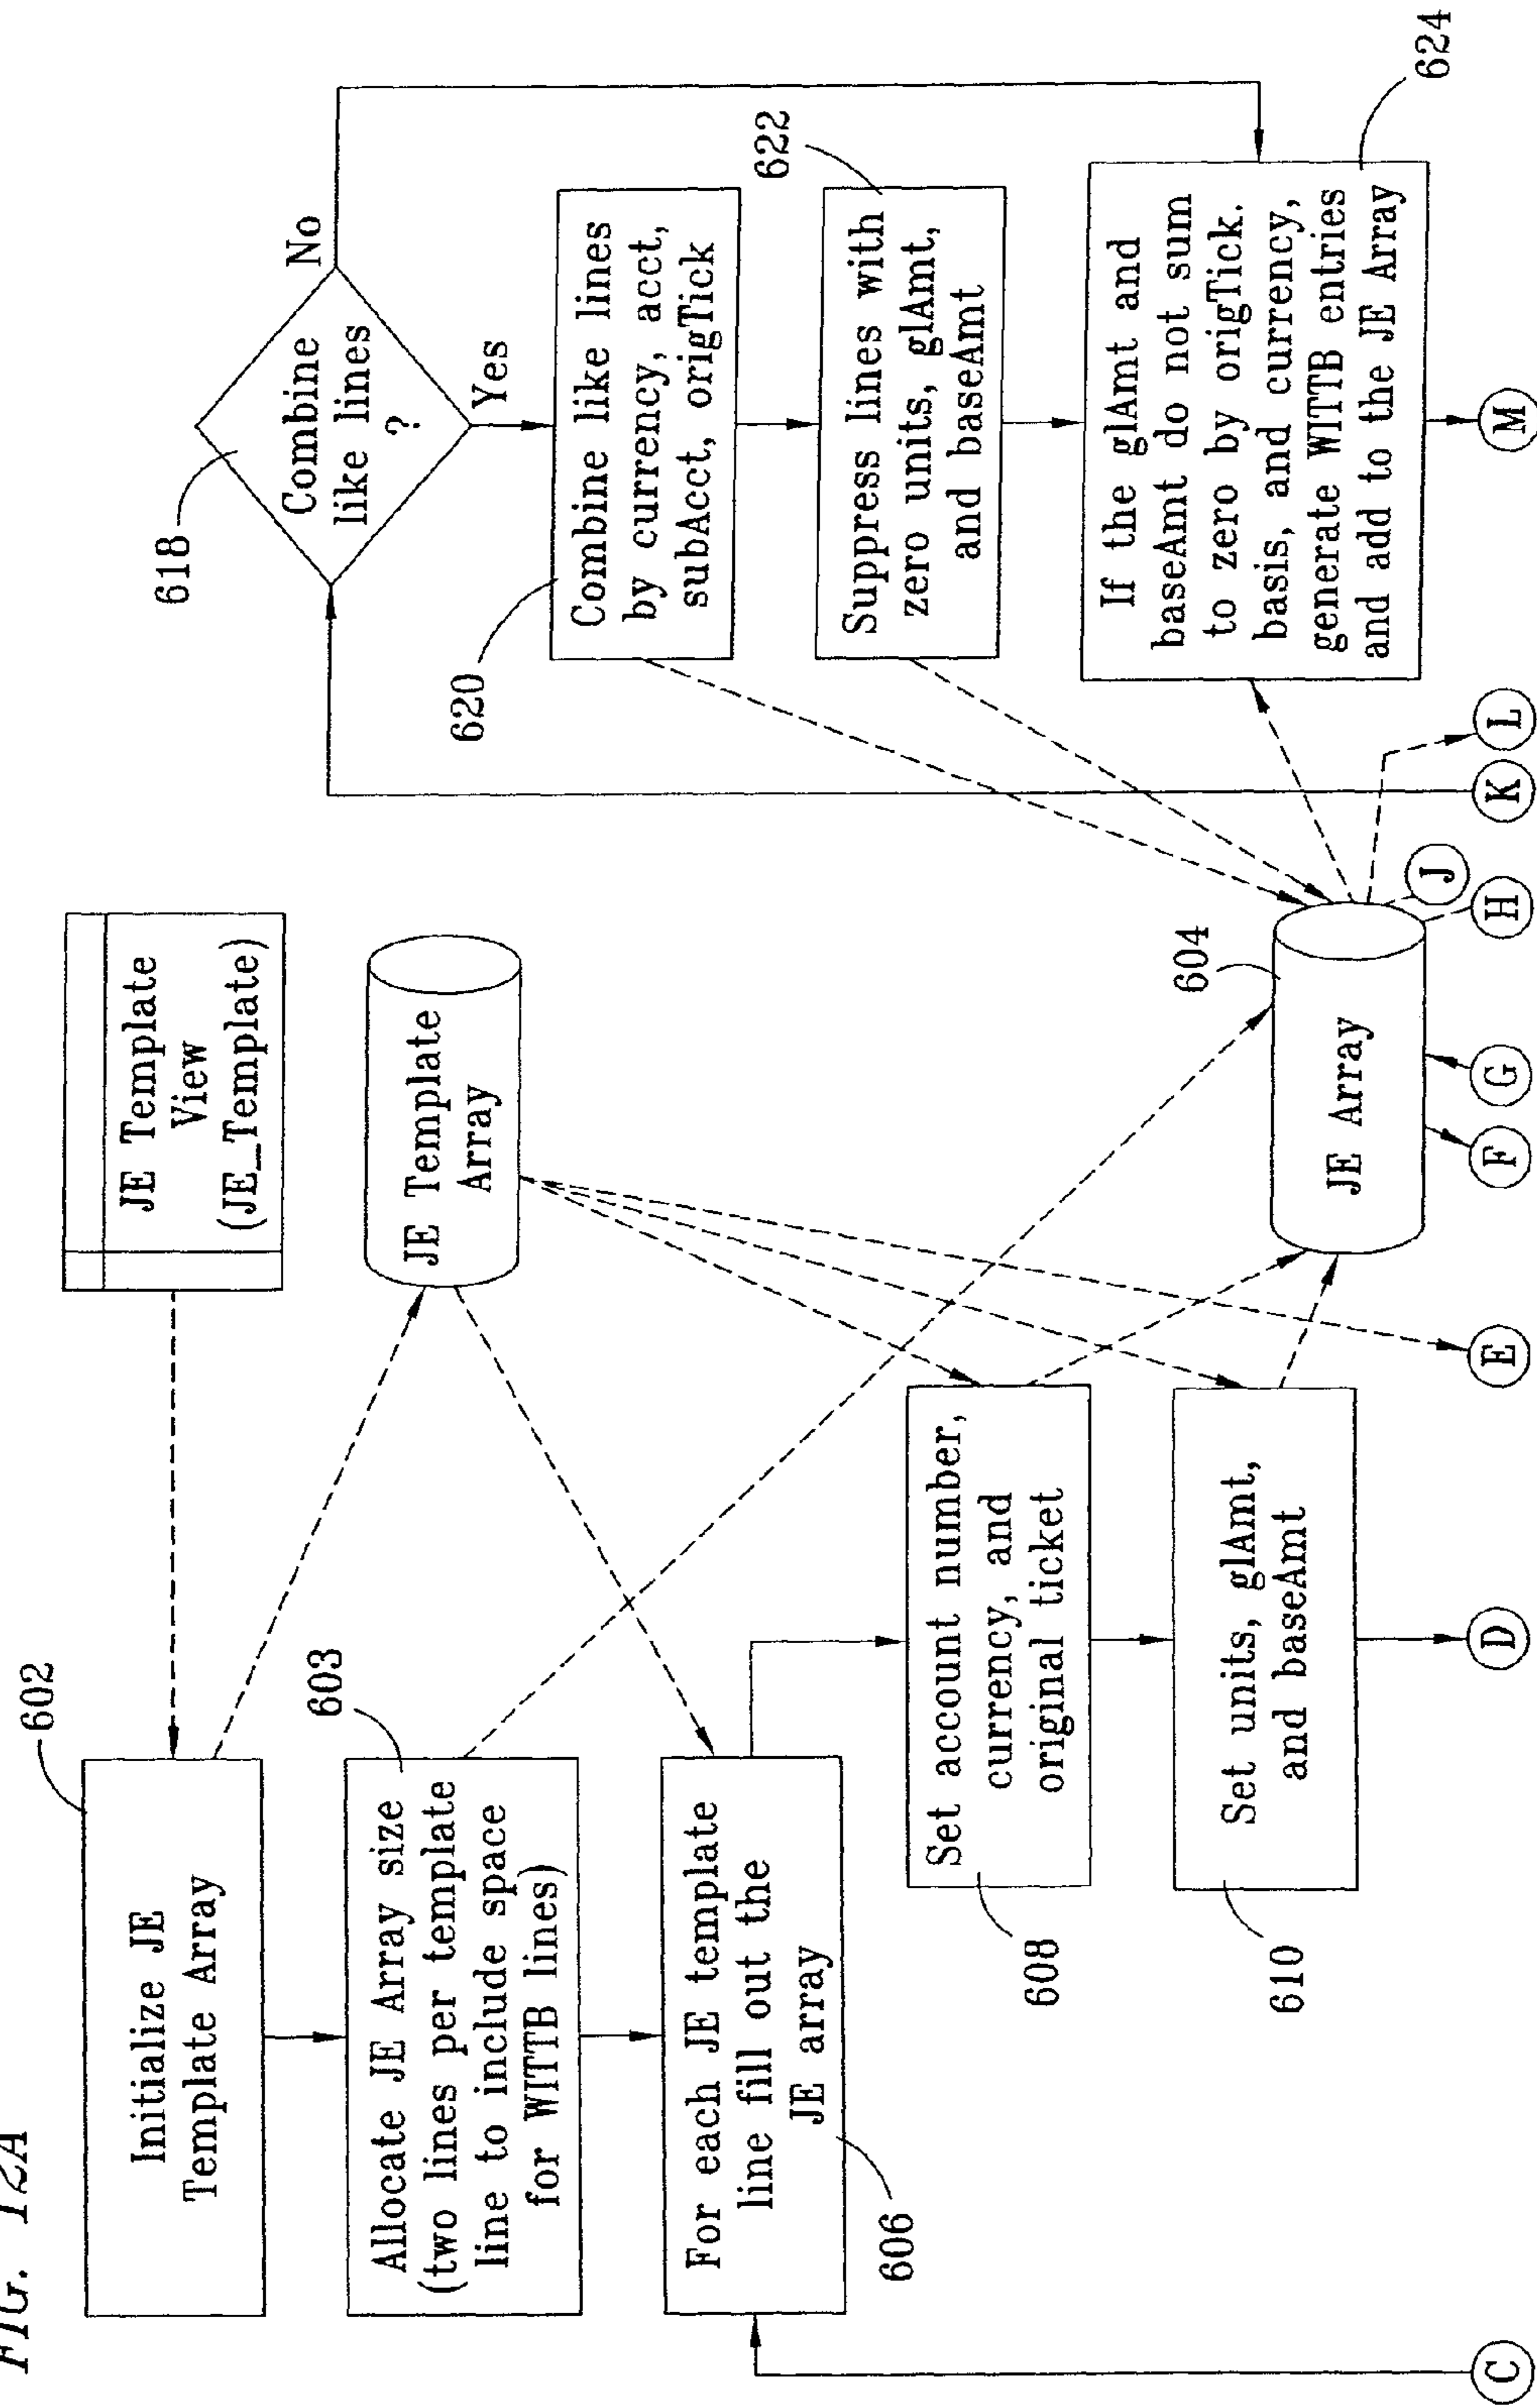 FIG. 12A
602
Initialize JE
Template Array
JE Template
View
(JE_Template)
603
Allocate JE Array size
(two lines per template
line to include space
for WITTB lines)
JE Template
Array
For each JE template
line fill out the
JE array
606
Set account number,
currency, and
original ticket
608
Set units, glAmt,
and baseAmt
610
604
JE Array
618
Combine
like lines
?
No
Yes
620
Combine like lines
by currency, acct,
subAcct, origTick
622
Suppress lines with
zero units, glAmt,
and baseAmt
If the glAmt and
baseAmt do not sum
to zero by origTick.
basis, and currency,
generate WITTB entries
and add to the JE Array
624
C
D
E
F
G
H
J
K
L
M